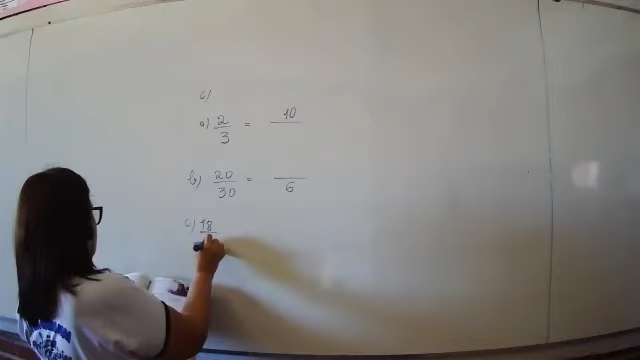 6)
a) 2/3 = 10/
b) 20/30 = /6
c) 18/